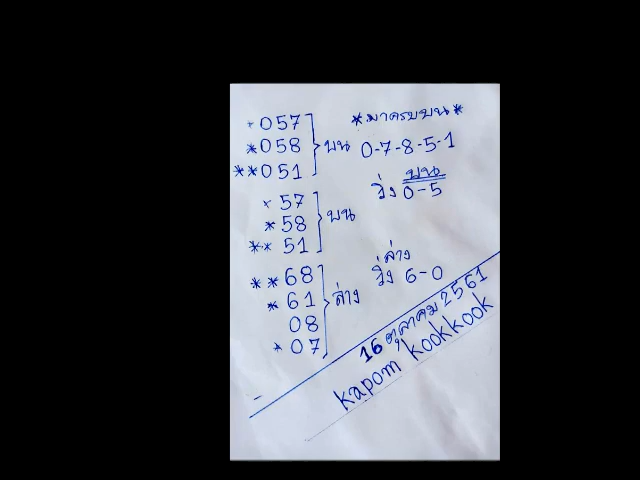 *057
*058
**051
บน
*มาครบบน*
0-7-8-5-1
บน
วิ่ง 0-5
*57
*58
** 51
บน
**68
*61
08
*07
ล่าง
ล่าง
วิ่ง 6-0
16 ตุลาคม 2561
kapom kookkook